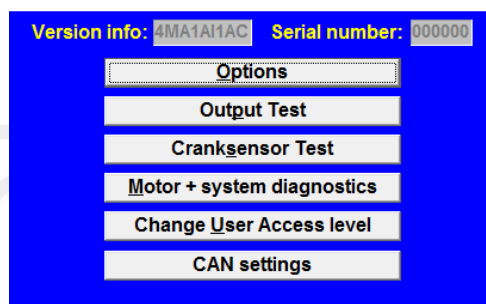 Version info: 4MA1AI1AC Serial number: 000000
Options
Output Test
Cranksensor Test
Motor + system diagnostics
Change User Access level
CAN settings